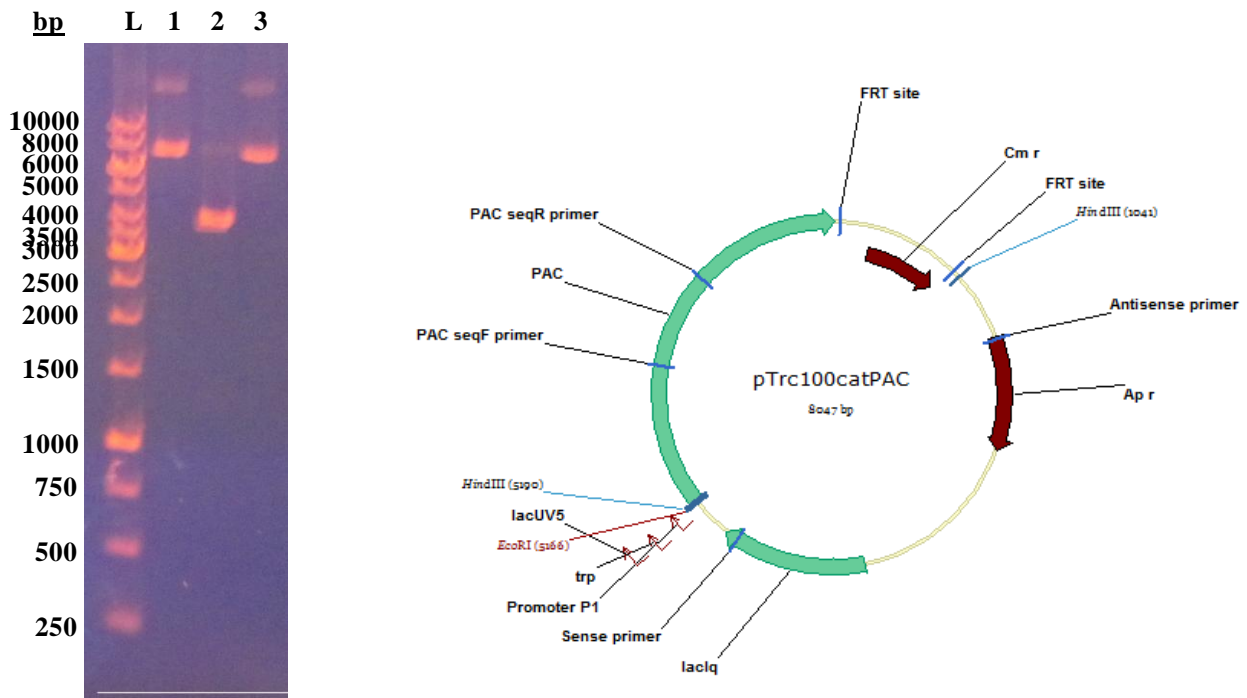 bp L 1 2 3
10000
8000
6000
5000
4000
3500
3000
2500
2000
1500
1000
750
500
250
FRT site
Cm r
FRT site
HindIII (1041)
PAC seqR primer
PAC
Antisense primer
PAC seqF primer
pTrc100catPAC
8047 bp
Ap r
HindIII (5190)
lacUV5
EcoRI (5166)
trp
Promoter P1
Sense primer
lacIq